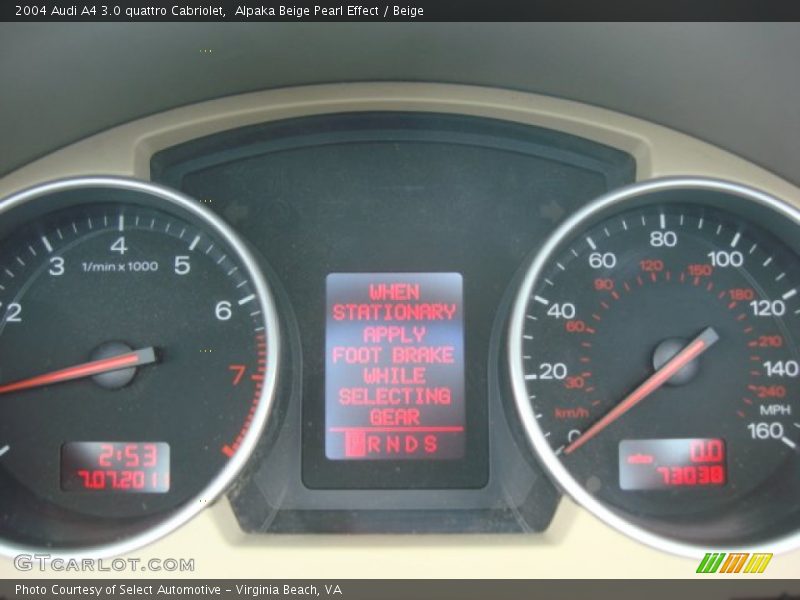 2004 Audi A4 3.0 quattro Cabriolet,  Alpaka Beige Pearl Effect / Beige
2 3 4 5 6 7
1/min x 1000
2:53
7.07.2011
WHEN
STATIONARY
APPLY
FOOT BRAKE
WHILE
SELECTING
GEAR
P R N D S
0 20 40 60 80 100 120 140 160
MPH
30 60 90 120 150 180 210 240
km/h
0.0
miles 73038
GTCARLOT.COM
Photo Courtesy of Select Automotive - Virginia Beach, VA